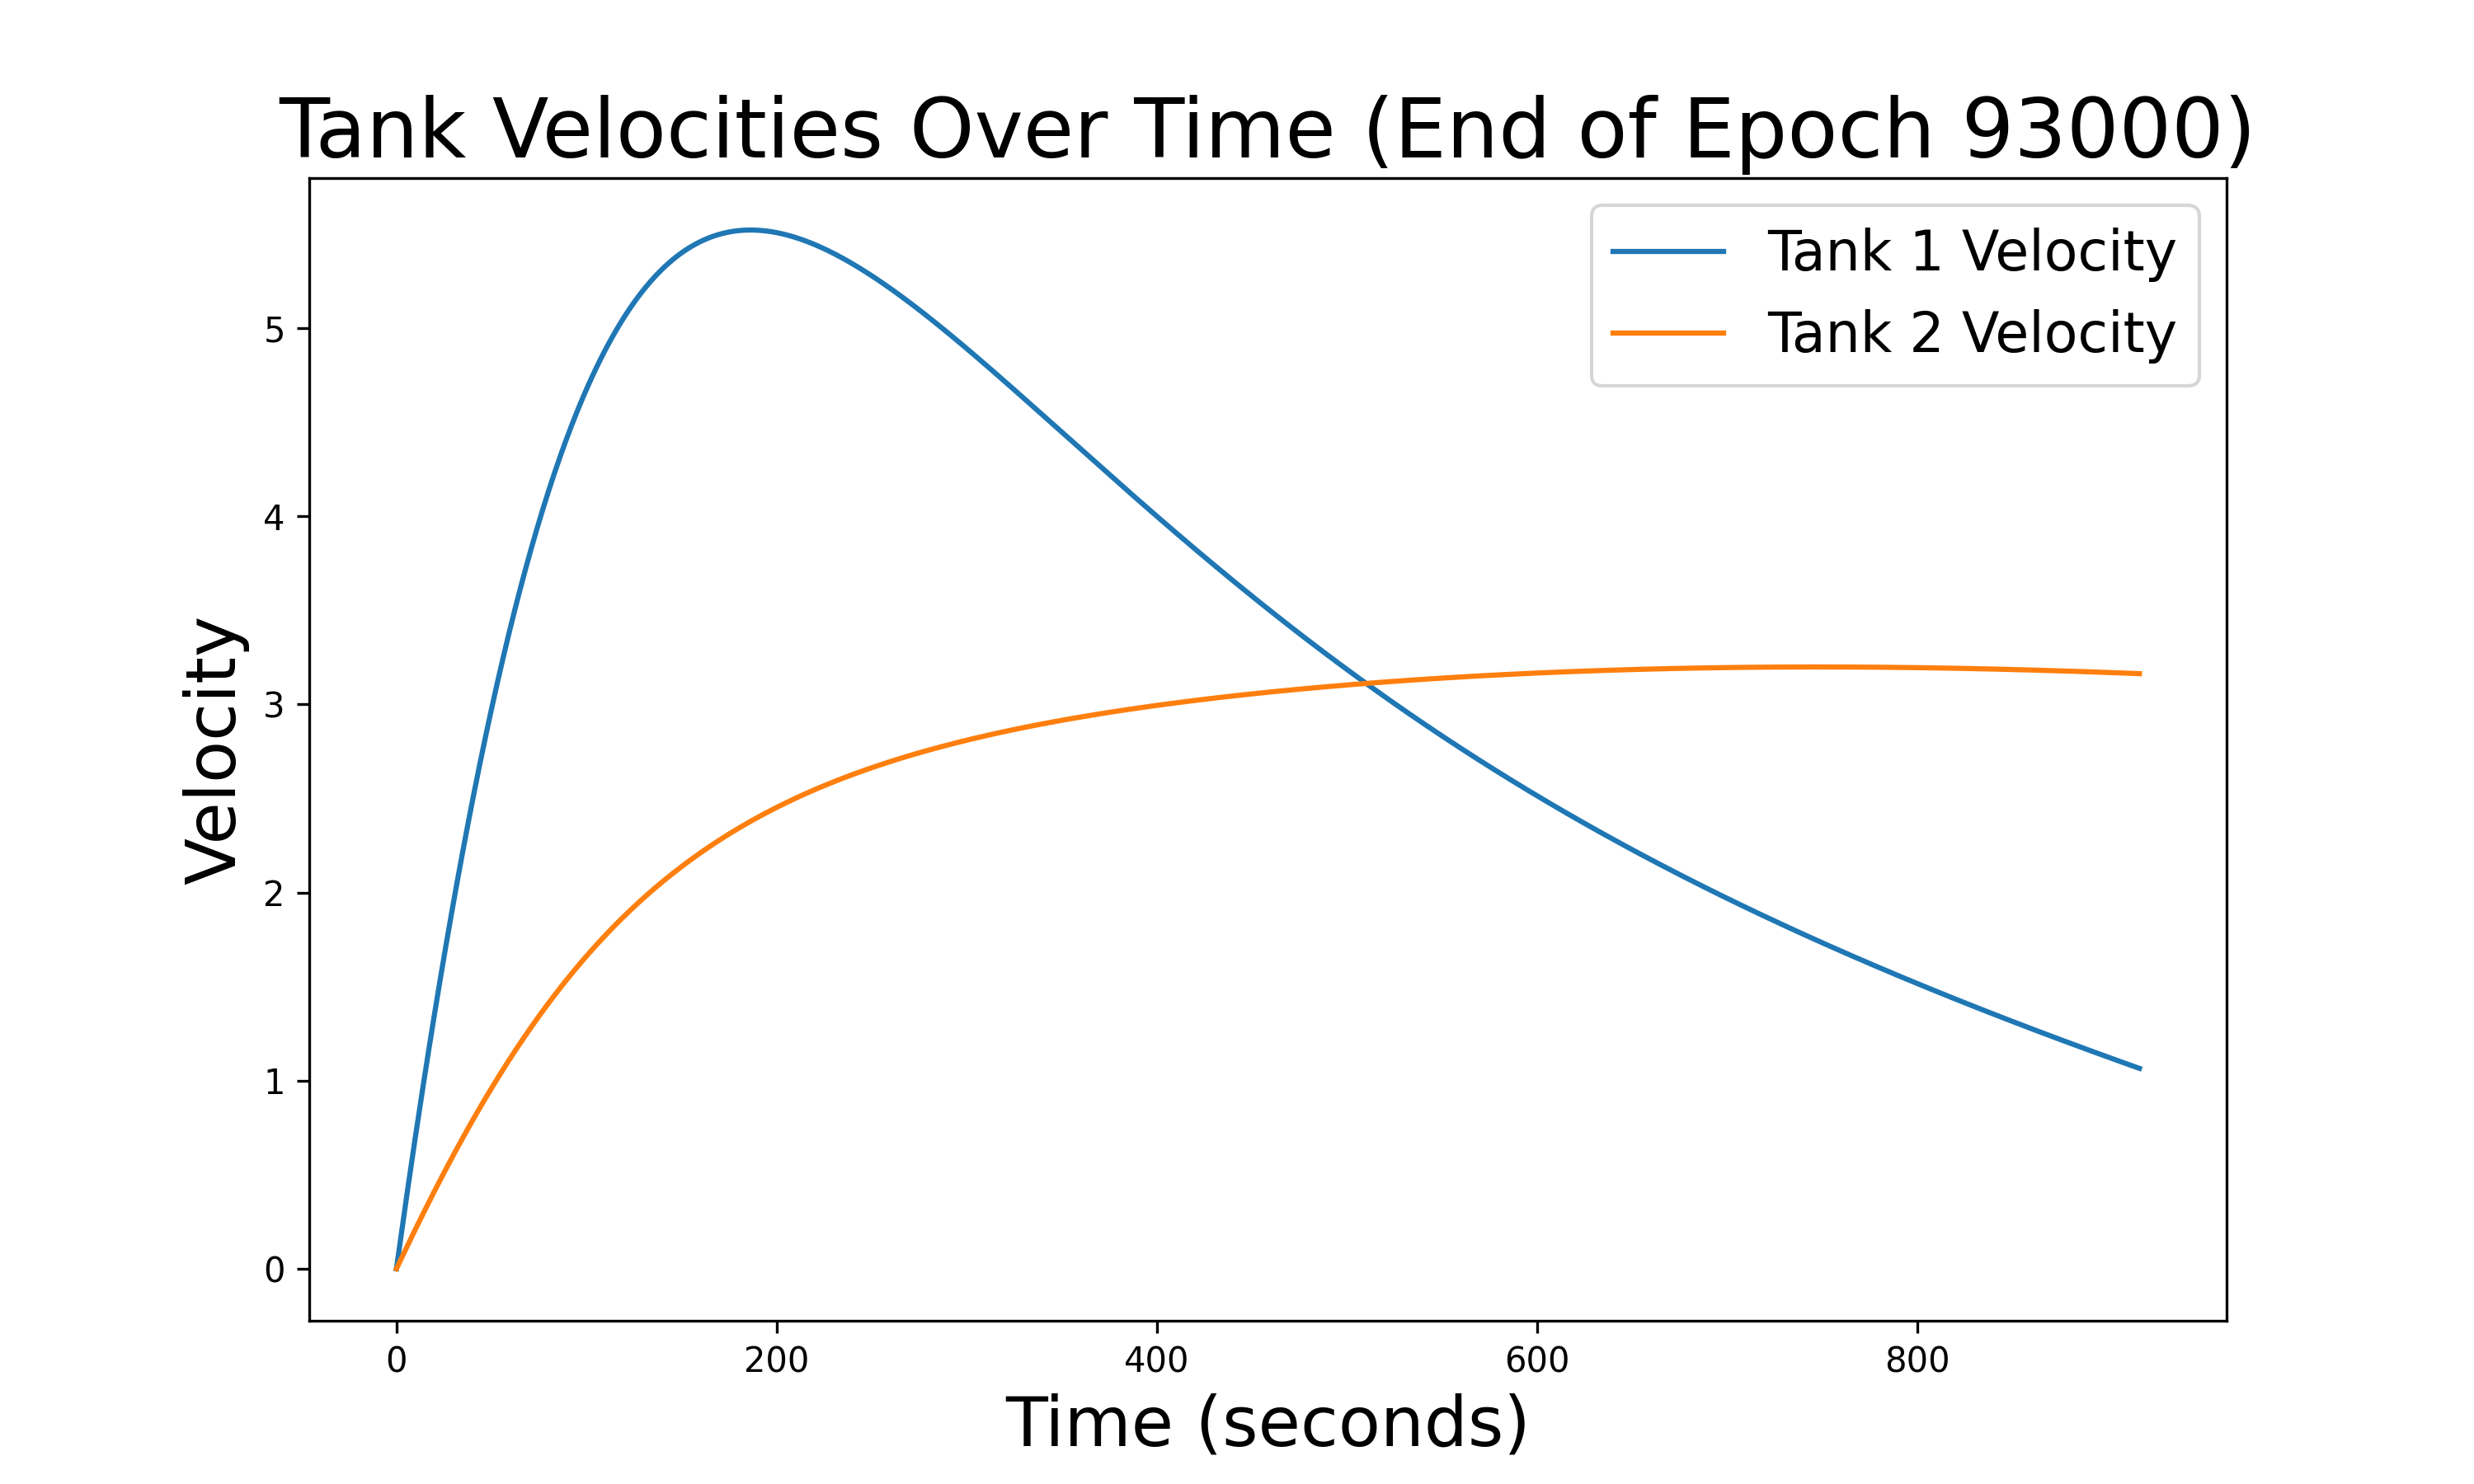 Tank Velocities Over Time (End of Epoch 93000)
Tank 1 Velocity
Tank 2 Velocity
Velocity
5
4
3
2
1
0
0 200 400 600 800
Time (seconds)